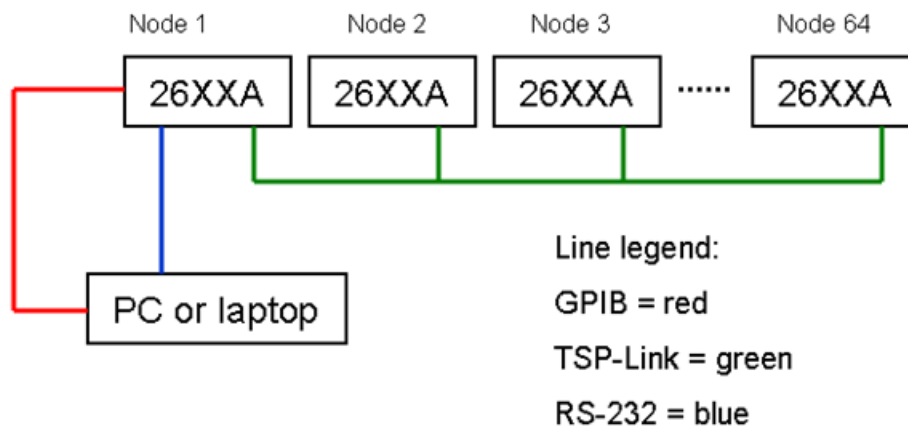 Node 1 Node 2 Node 3 Node 64
26XXA 26XXA 26XXA ...... 26XXA
PC or laptop
Line legend:
GPIB = red
TSP-Link = green
RS-232 = blue